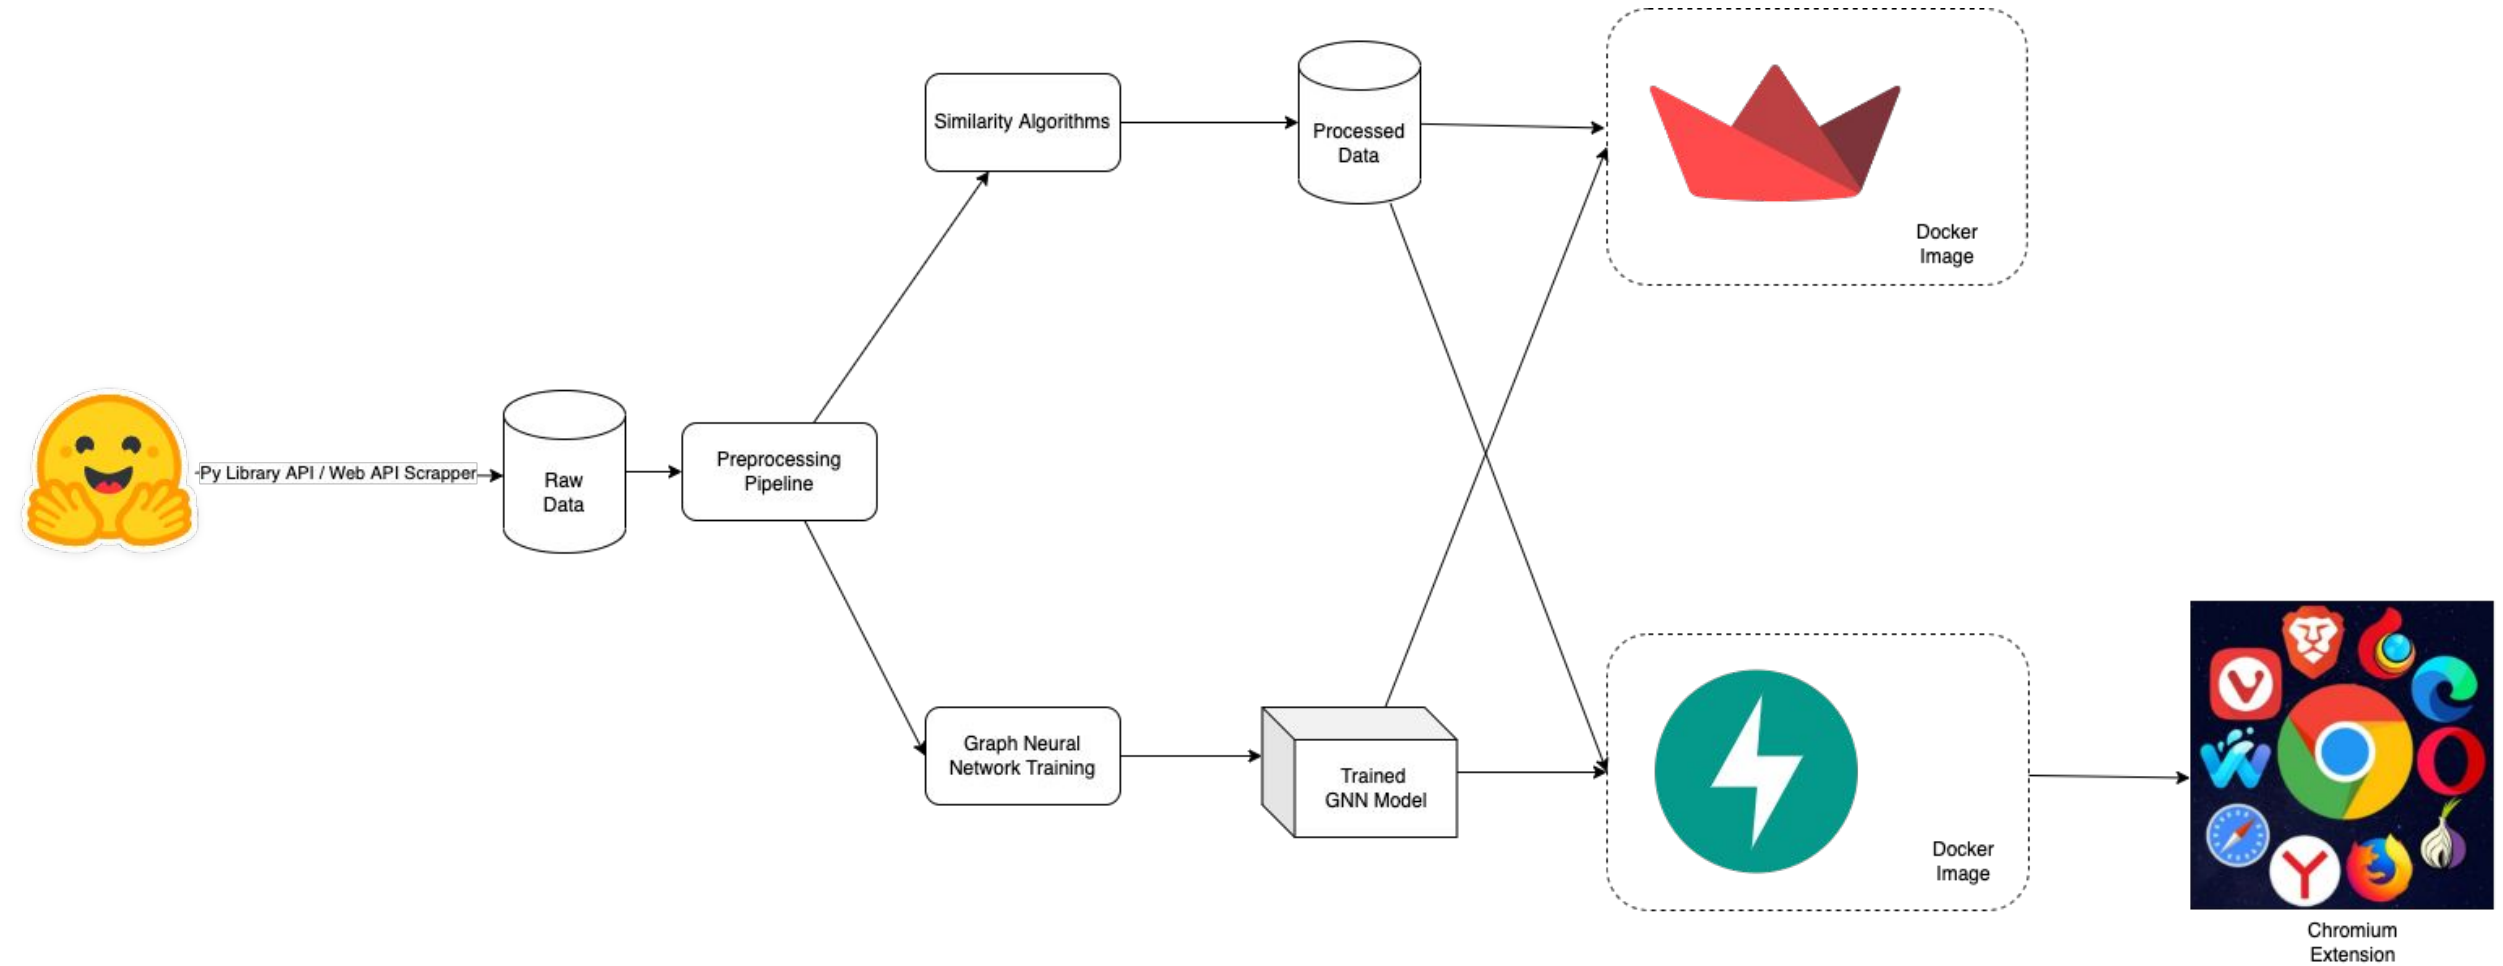 Py Library API / Web API Scrapper
Raw
Data
Preprocessing
Pipeline
Similarity Algorithms
Processed
Data
Docker
Image
Graph Neural
Network Training
Trained
GNN Model
Docker
Image
Chromium
Extension